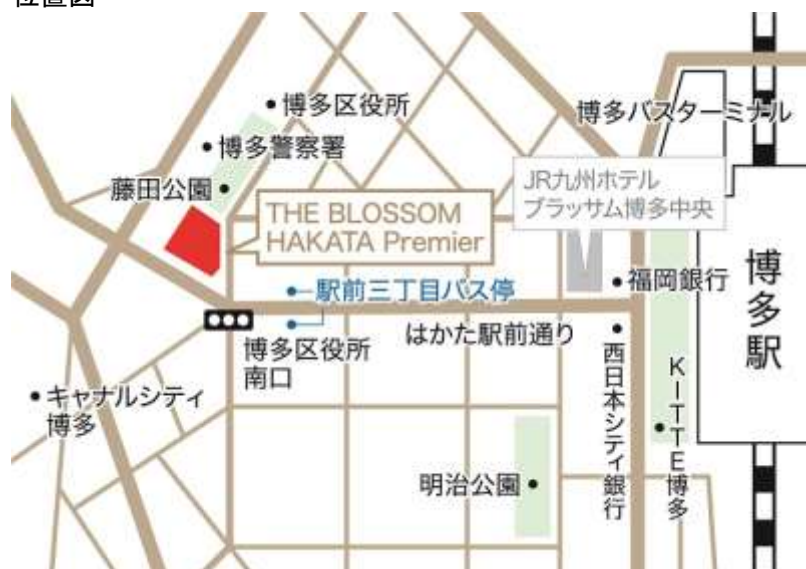 位置図
博多区役所
博多警察署
藤田公園
博多バスターミナル
JR九州ホテル
ブラッサム博多中央
THE BLOSSOM
HAKATA Premier
駅前三丁目バス停
福岡銀行
博多駅
はかた駅前通り
博多区役所
南口
キャナルシティ
博多
西日本シティ銀行
KITTE博多
明治公園